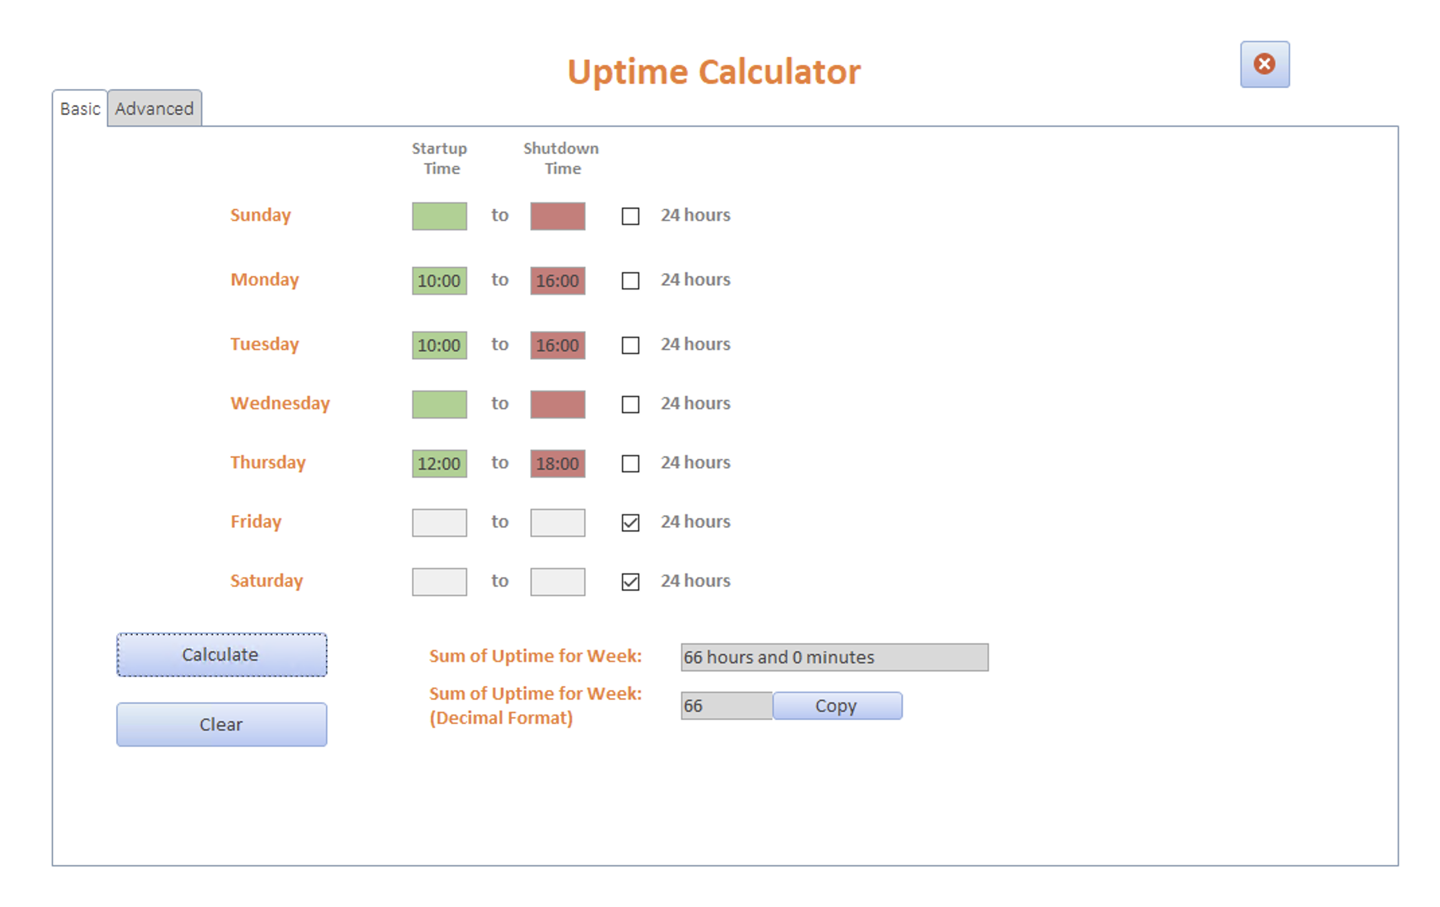 Uptime Calculator
Basic Advanced
Startup Time Shutdown Time
Sunday to 24 hours
Monday 10:00 to 16:00 24 hours
Tuesday 10:00 to 16:00 24 hours
Wednesday to 24 hours
Thursday 12:00 to 18:00 24 hours
Friday to 24 hours
Saturday to 24 hours
Calculate Sum of Uptime for Week: 66 hours and 0 minutes
Sum of Uptime for Week:
(Decimal Format) 66 Copy
Clear